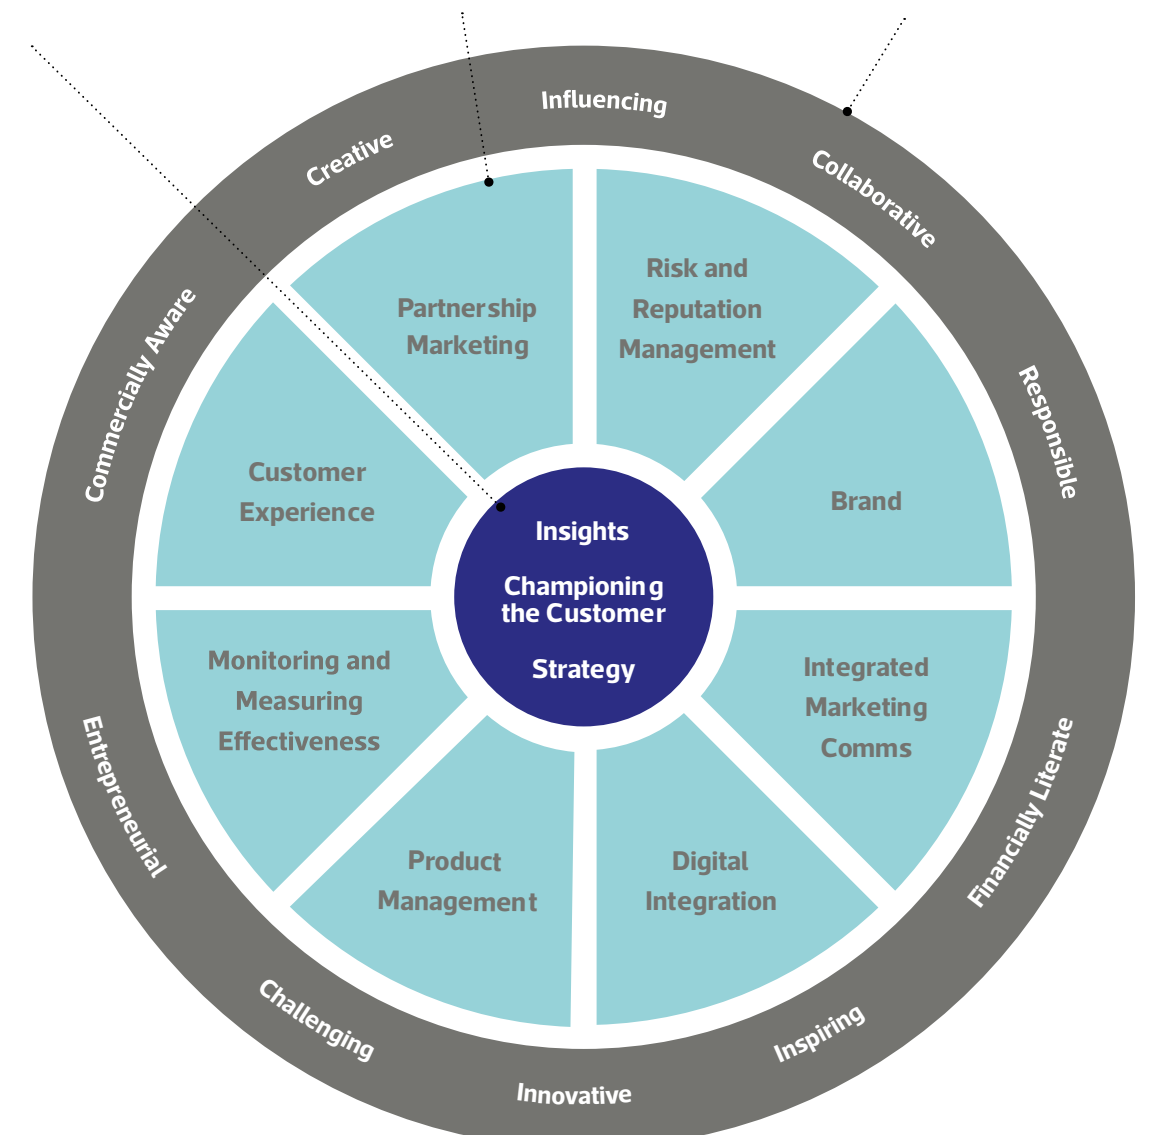 Influencing
Creative
Collaborative
Commercially Aware
Responsible
Entrepreneurial
Financially Literate
Challenging
Inspiring
Innovative
Partnership
Marketing
Risk and
Reputation
Management
Customer
Experience
Brand
Insights
Championing
the Customer
Strategy
Monitoring and
Measuring
Effectiveness
Integrated
Marketing
Comms
Product
Management
Digital
Integration